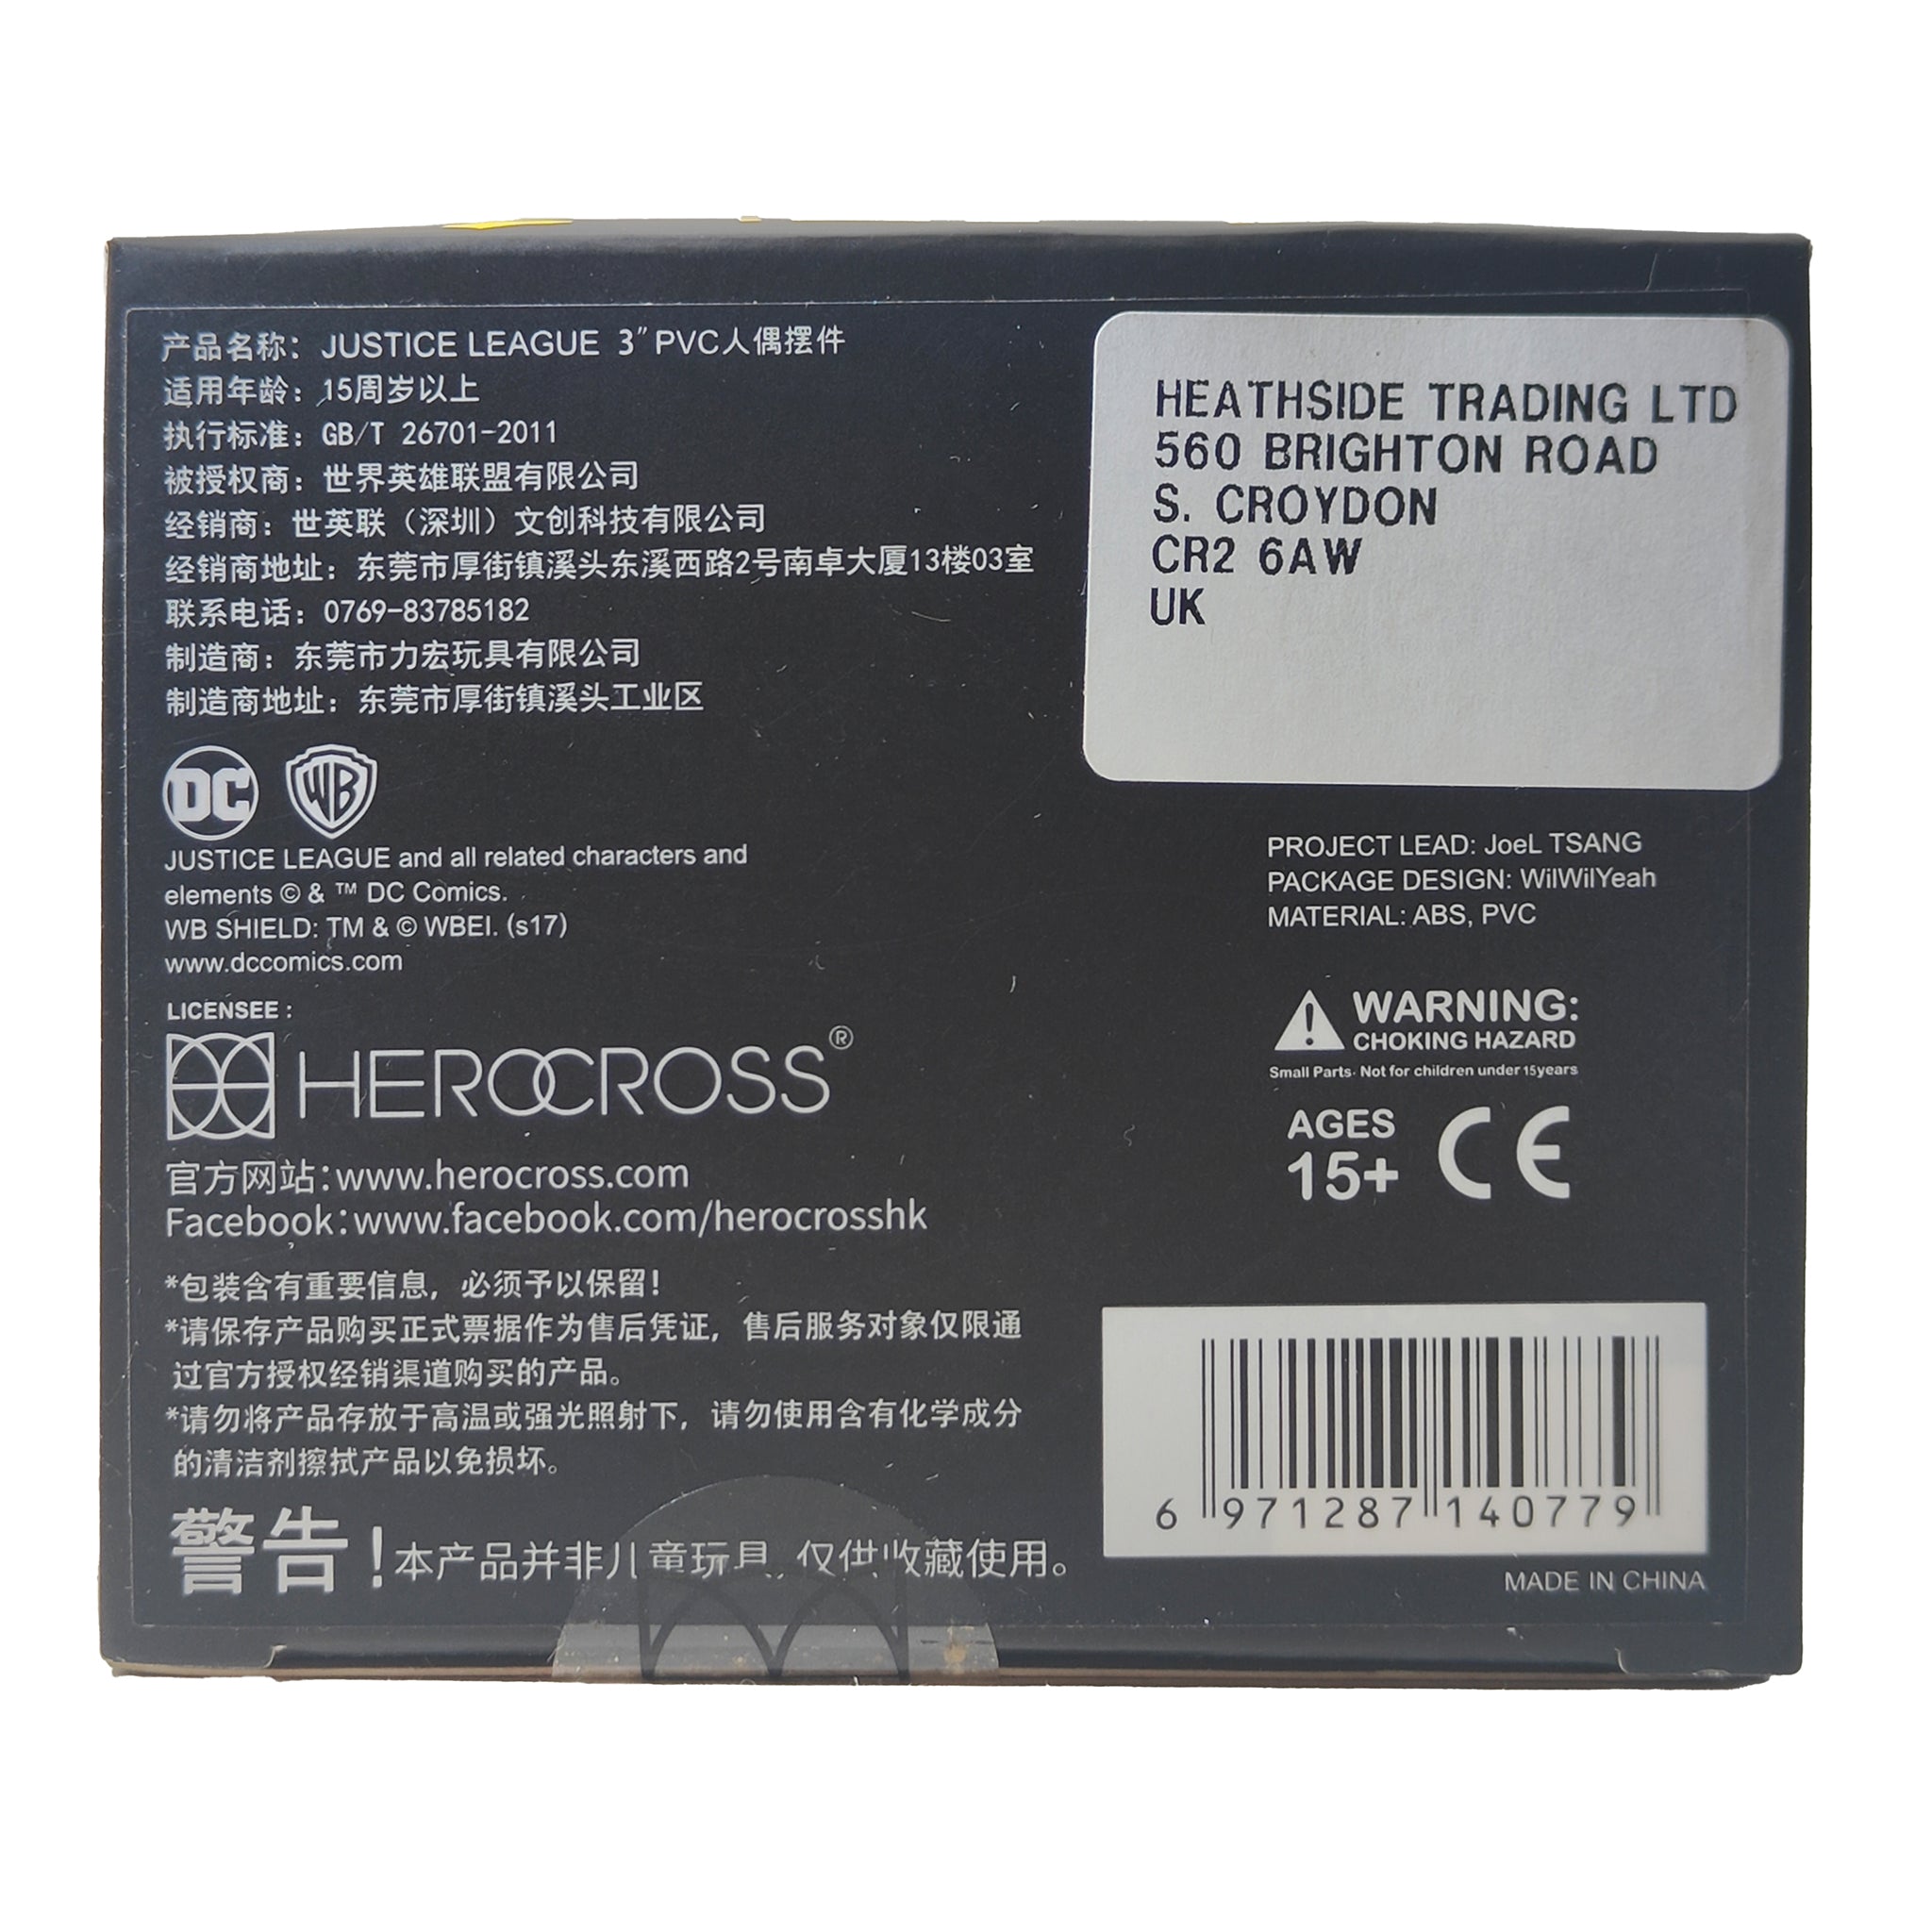 产品名称：JUSTICE LEAGUE 3″PVC人偶摆件
适用年龄：15周岁以上
执行标准：GB/T 26701-2011
被授权商：世界英雄联盟有限公司
经销商：世英联（深圳）文创科技有限公司
经销商地址：东莞市厚街镇溪头东溪西路2号南卓大厦13楼03室
联系电话：0769-83785182
制造商：东莞市力宏玩具有限公司
制造商地址：东莞市厚街镇溪头工业区
DC WB
JUSTICE LEAGUE and all related characters and
elements © & ™ DC Comics.
WB SHIELD: TM & © WBEI. (s17)
www.dccomics.com
LICENSEE :
HEROCROSS®
官方网站:www.herocross.com
Facebook:www.facebook.com/herocrosshk
*包装含有重要信息，必须予以保留！
*请保存产品购买正式票据作为售后凭证，售后服务对象仅限通
过官方授权经销渠道购买的产品。
*请勿将产品存放于高温或强光照射下，请勿使用含有化学成分
的清洁剂擦拭产品以免损坏。
警告！本产品并非儿童玩具，仅供收藏使用。
HEATHSIDE TRADING LTD
560 BRIGHTON ROAD
S. CROYDON
CR2 6AW
UK
PROJECT LEAD: JoeL TSANG
PACKAGE DESIGN: WilWilYeah
MATERIAL: ABS, PVC
WARNING:
CHOKING HAZARD
Small Parts. Not for children under 15years
AGES
15+ CE
6 971287 140779
MADE IN CHINA